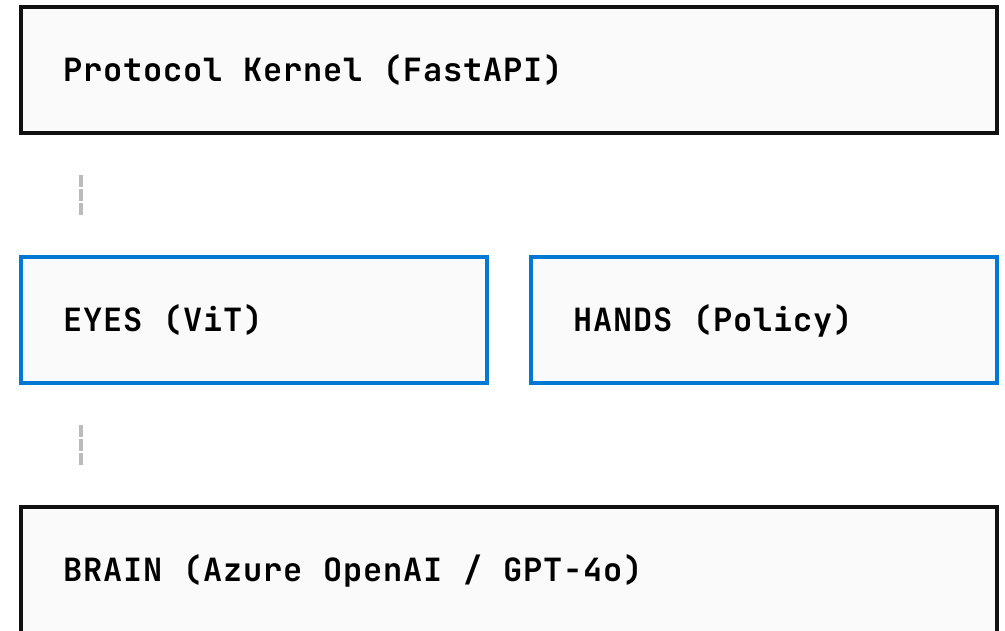 Protocol Kernel (FastAPI)
EYES (ViT)
HANDS (Policy)
BRAIN (Azure OpenAI / GPT-4o)